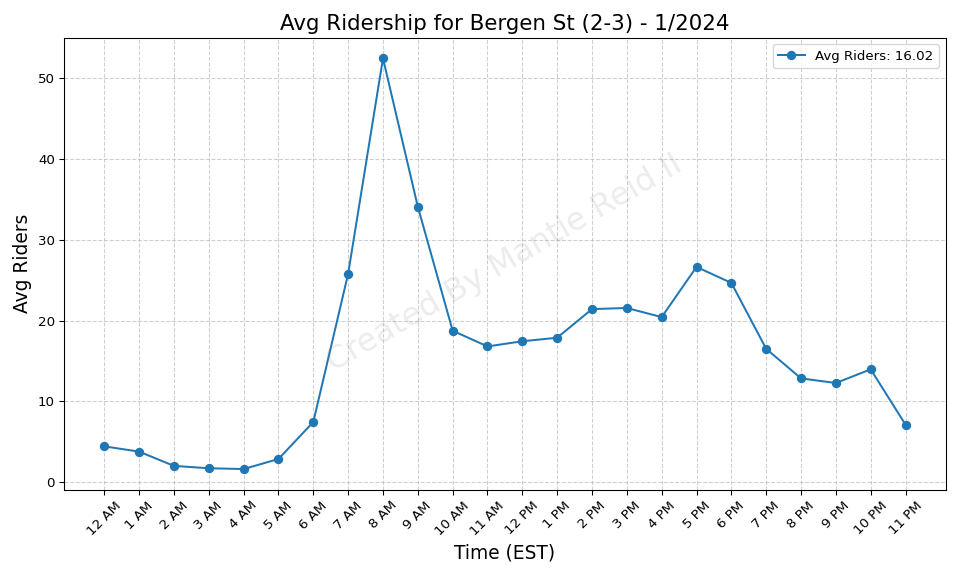 Avg Ridership for Bergen St (2-3) - 1/2024
Avg Riders: 16.02
Avg Riders
50
40
30
20
10
0
Created By Mantie Reid II
12 AM
1 AM
2 AM
3 AM
4 AM
5 AM
6 AM
7 AM
8 AM
9 AM
10 AM
11 AM
12 PM
1 PM
2 PM
3 PM
4 PM
5 PM
6 PM
7 PM
8 PM
9 PM
10 PM
11 PM
Time (EST)